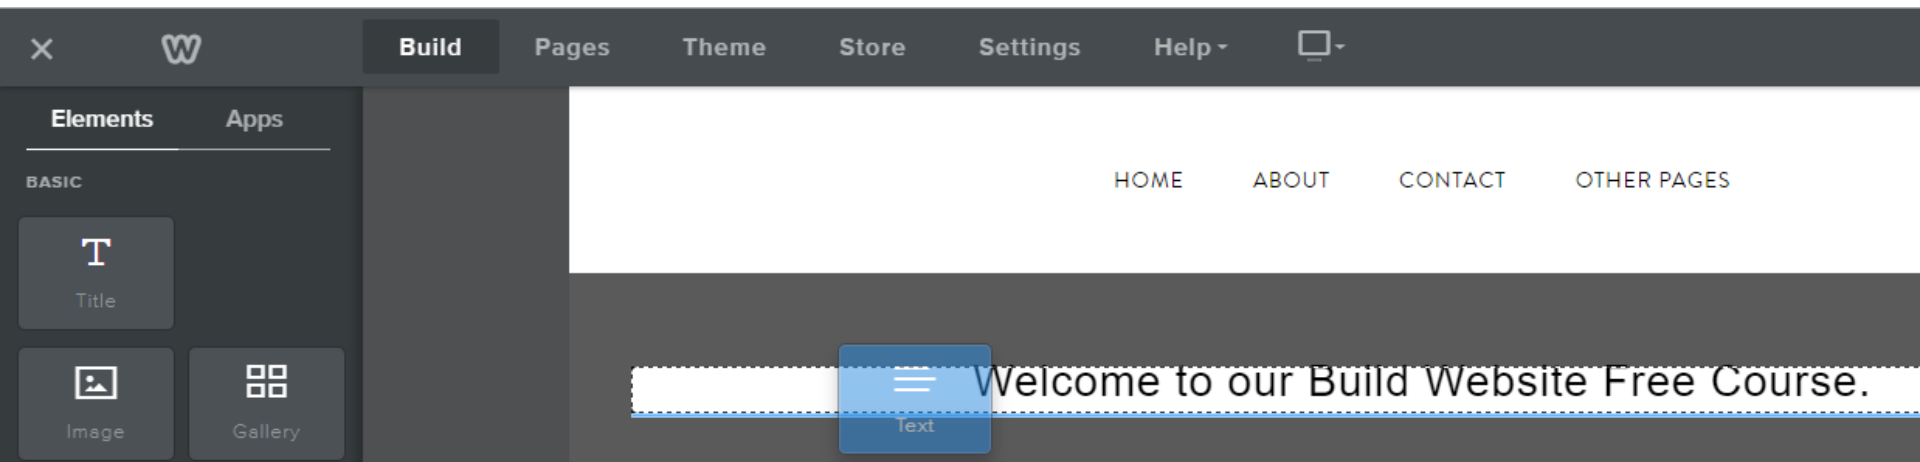 Build Pages Theme Store Settings Help
Elements Apps
BASIC
HOME ABOUT CONTACT OTHER PAGES
Title
Welcome to our Build Website Free Course.
Text
Image Gallery